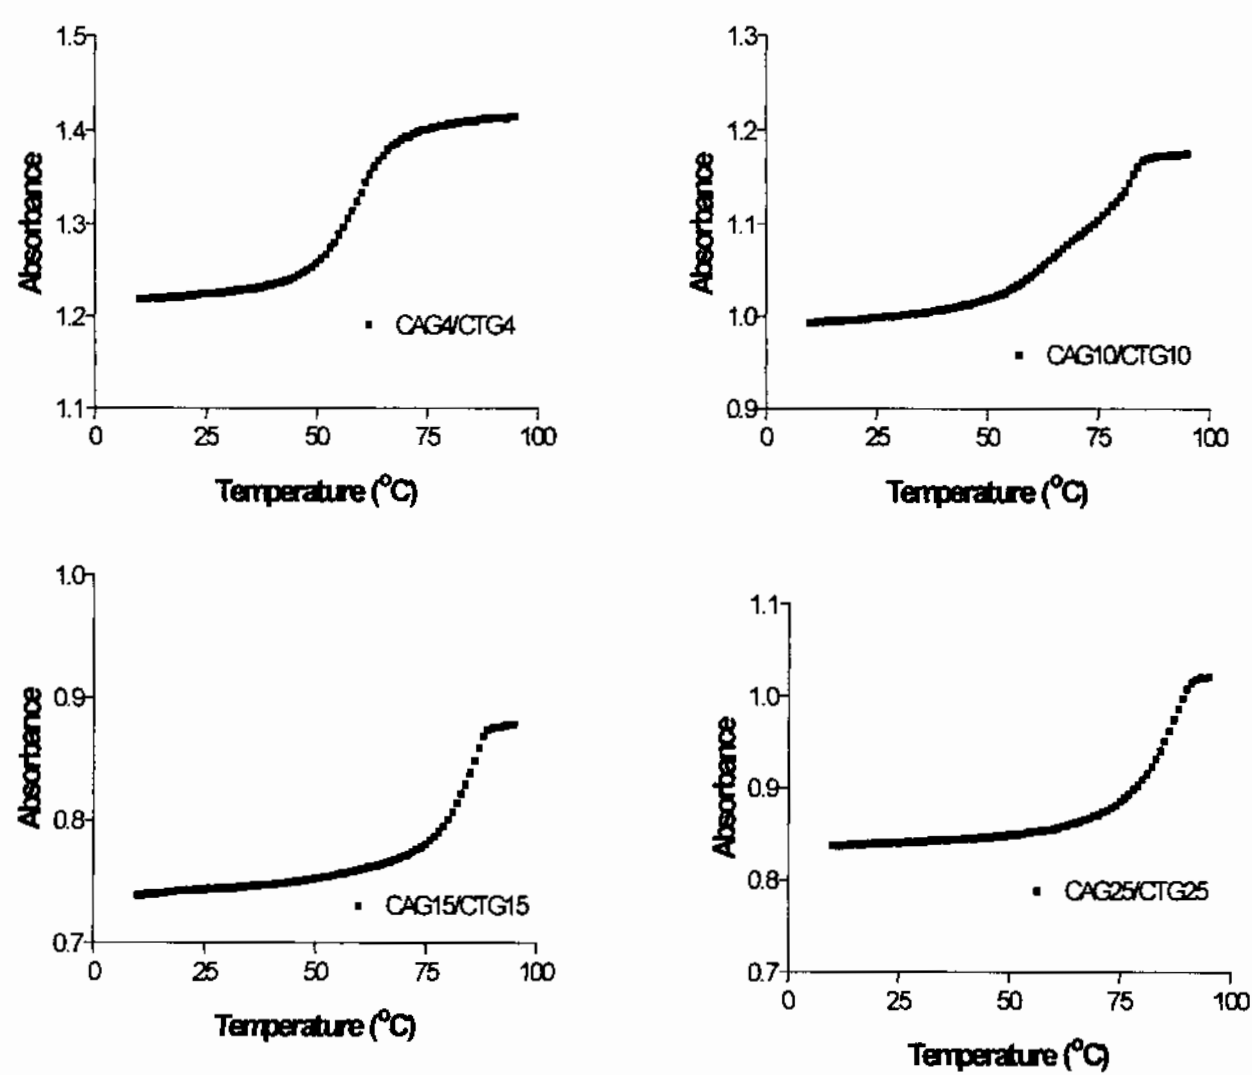 1.5
1.4
1.3
1.2
1.1
0 25 50 75 100
Absorbance
Temperature (°C)
CAG4/CTG4
1.3
1.2
1.1
1.0
0.9
0 25 50 75 100
Absorbance
Temperature (°C)
CAG10/CTG10
1.0
0.9
0.8
0.7
0 25 50 75 100
Absorbance
Temperature (°C)
CAG15/CTG15
1.1
1.0
0.9
0.8
0.7
0 25 50 75 100
Absorbance
Temperature (°C)
CAG25/CTG25